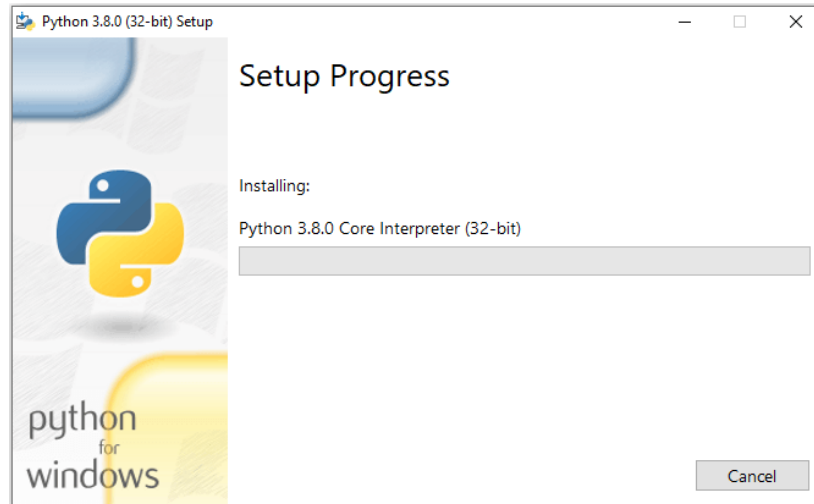 Python 3.8.0 (32-bit) Setup
Setup Progress
Installing:
Python 3.8.0 Core Interpreter (32-bit)
python
for
windows
Cancel